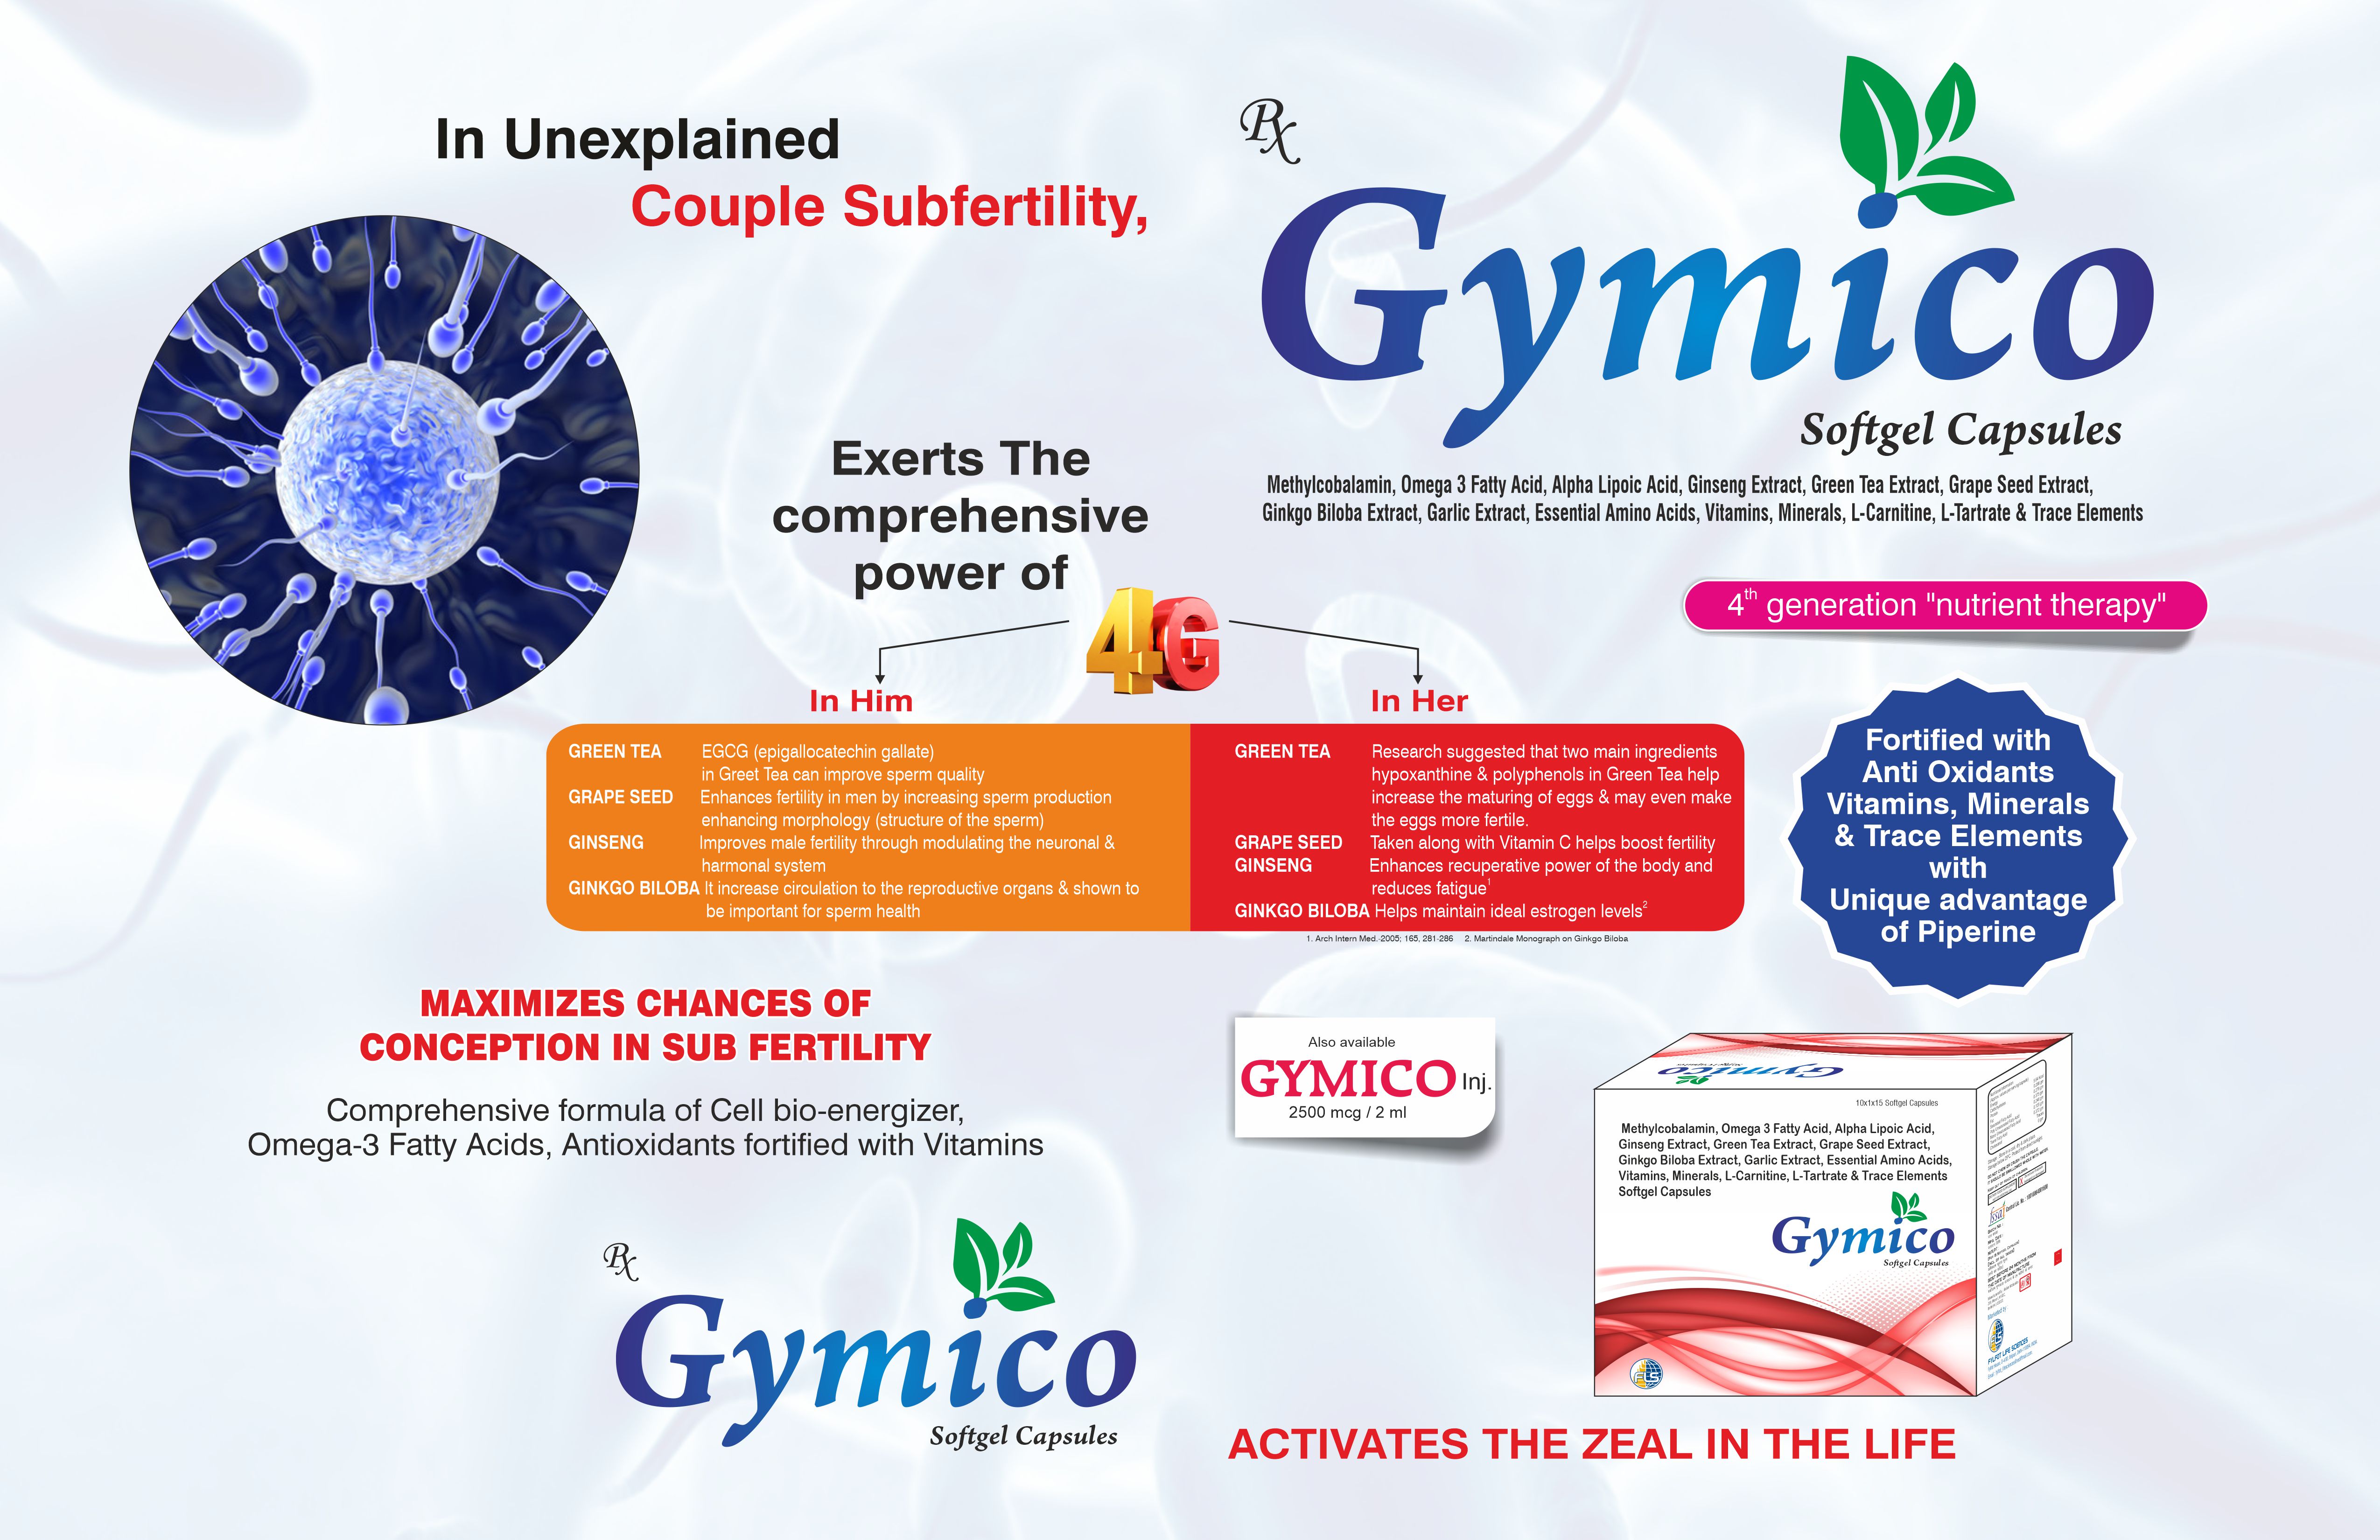 In Unexplained
Couple Subfertility,
Exerts The
comprehensive
power of
4G
In Him
GREEN TEA EGCG (epigallocatechin gallate)
in Greet Tea can improve sperm quality
GRAPE SEED Enhances fertility in men by increasing sperm production
enhancing morphology (structure of the sperm)
GINSENG Improves male fertility through modulating the neuronal &
harmonal system
GINKGO BILOBA It increase circulation to the reproductive organs & shown to
be important for sperm health
In Her
GREEN TEA Research suggested that two main ingredients
hypoxanthine & polyphenols in Green Tea help
increase the maturing of eggs & may even make
the eggs more fertile.
GRAPE SEED Taken along with Vitamin C helps boost fertility
GINSENG Enhances recuperative power of the body and
reduces fatigue1
GINKGO BILOBA Helps maintain ideal estrogen levels2
1. Arch Intern Med.-2005; 165, 281-286 2. Martindale Monograph on Ginkgo Biloba
MAXIMIZES CHANCES OF
CONCEPTION IN SUB FERTILITY
Comprehensive formula of Cell bio-energizer,
Omega-3 Fatty Acids, Antioxidants fortified with Vitamins
Rx
Gymico
Softgel Capsules
Rx
Gymico
Softgel Capsules
Methylcobalamin, Omega 3 Fatty Acid, Alpha Lipoic Acid, Ginseng Extract, Green Tea Extract, Grape Seed Extract,
Ginkgo Biloba Extract, Garlic Extract, Essential Amino Acids, Vitamins, Minerals, L-Carnitine, L-Tartrate & Trace Elements
4th generation "nutrient therapy"
Fortified with
Anti Oxidants
Vitamins, Minerals
& Trace Elements
with
Unique advantage
of Piperine
Also available
GYMICO Inj.
2500 mcg / 2 ml
Gymico
10x1x15 Softgel Capsules
Methylcobalamin, Omega 3 Fatty Acid, Alpha Lipoic Acid,
Ginseng Extract, Green Tea Extract, Grape Seed Extract,
Ginkgo Biloba Extract, Garlic Extract, Essential Amino Acids,
Vitamins, Minerals, L-Carnitine, L-Tartrate & Trace Elements
Softgel Capsules
Gymico
Softgel Capsules
fssai
Marketed by
LIFE SCIENCES
ACTIVATES THE ZEAL IN THE LIFE